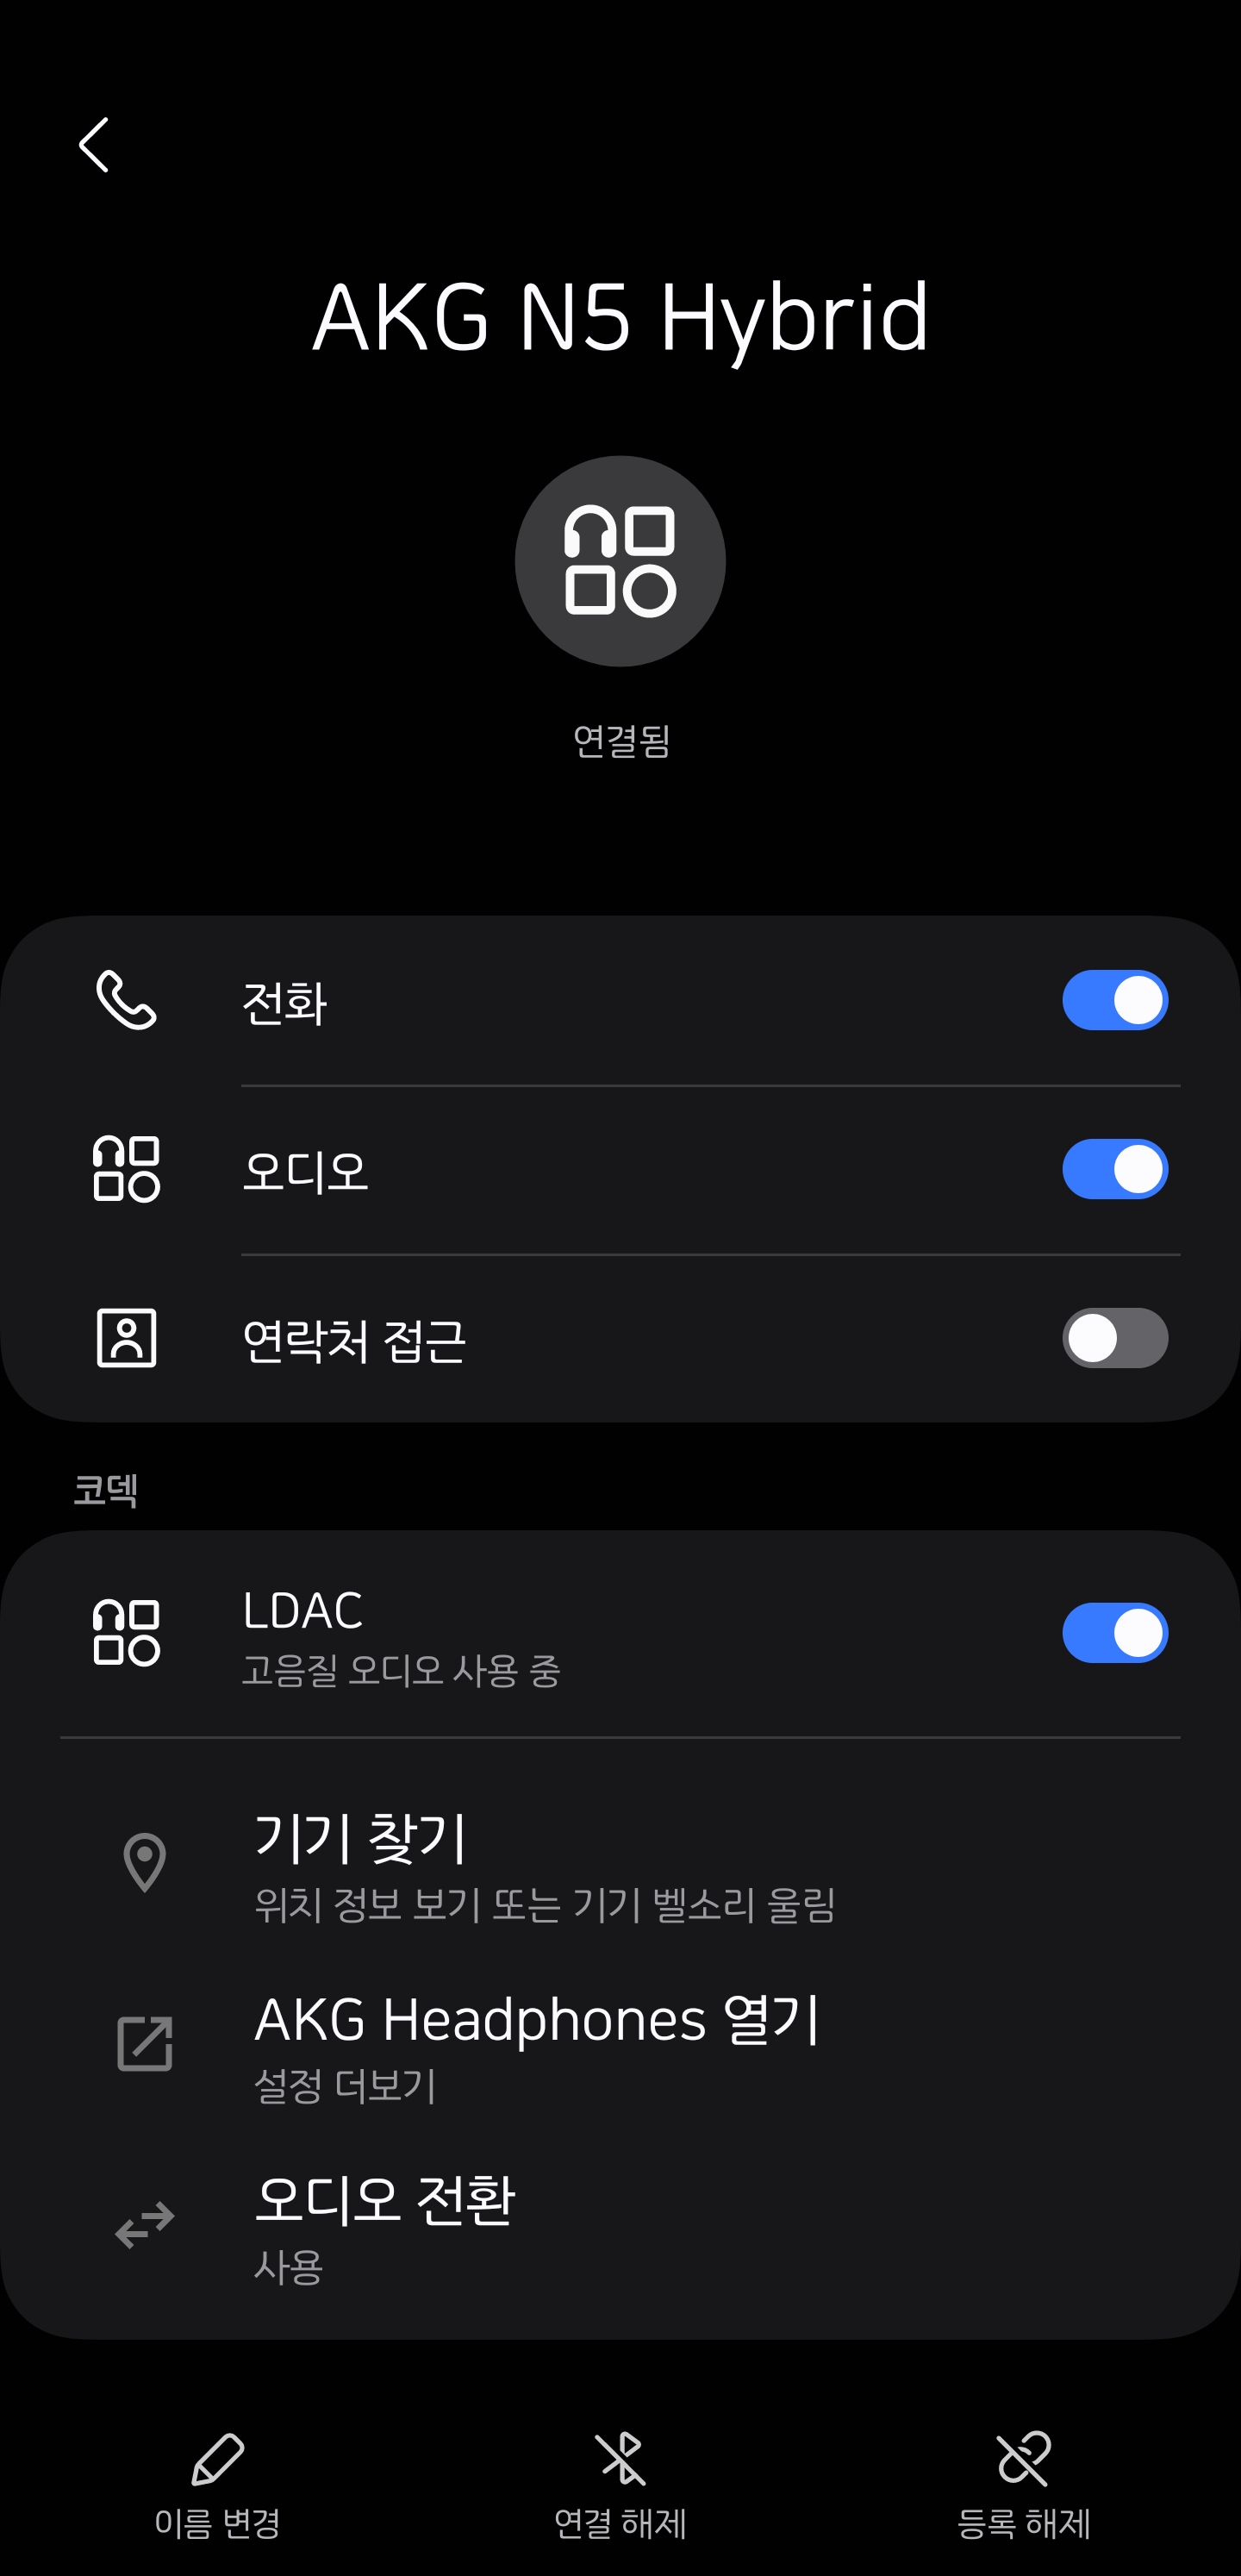 AKG N5 Hybrid
연결됨
전화
오디오
연락처 접근
코덱
LDAC
고음질 오디오 사용 중
기기 찾기
위치 정보 보기 또는 기기 벨소리 울림
AKG Headphones 열기
설정 더보기
오디오 전환
사용
이름 변경
연결 해제
등록 해제